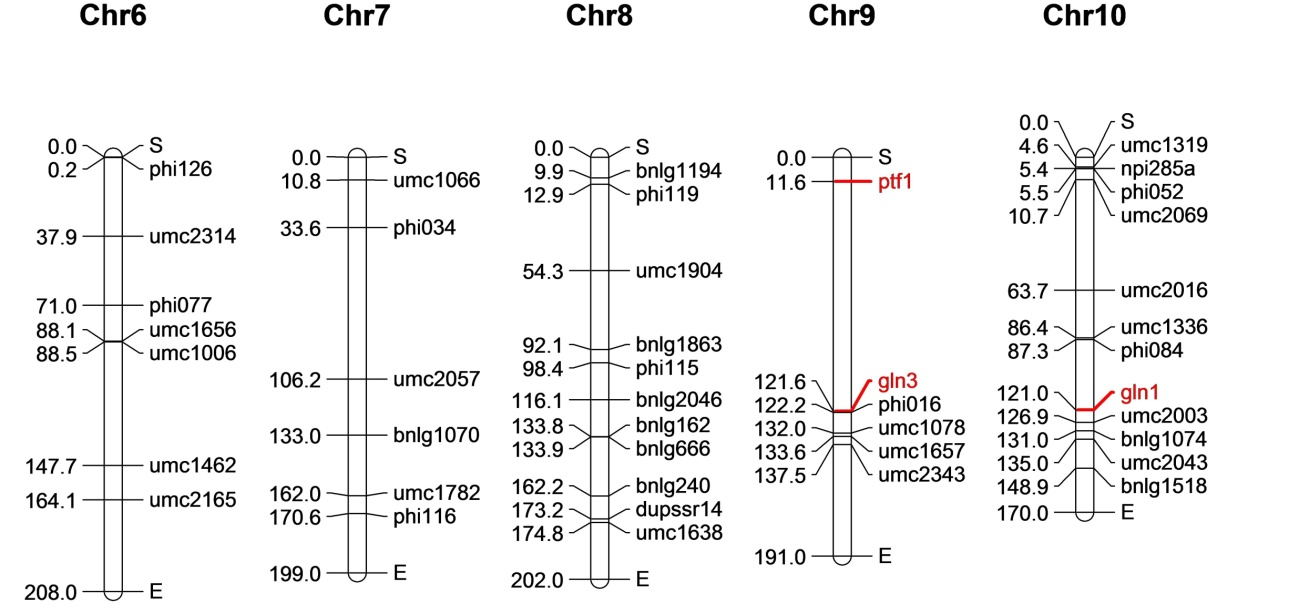 Chr6
0.0 S
0.2 phi126
37.9 umc2314
71.0 phi077
88.1 umc1656
88.5 umc1006
147.7 umc1462
164.1 umc2165
208.0 E
Chr7
0.0 S
10.8 umc1066
33.6 phi034
106.2 umc2057
133.0 bnlg1070
162.0 umc1782
170.6 phi116
199.0 E
Chr8
0.0 S
9.9 bnlg1194
12.9 phi119
54.3 umc1904
92.1 bnlg1863
98.4 phi115
116.1 bnlg2046
133.8 bnlg162
133.9 bnlg666
162.2 bnlg240
173.2 dupssr14
174.8 umc1638
202.0 E
Chr9
0.0 S
11.6 ptf1
121.6 gln3
122.2 phi016
132.0 umc1078
133.6 umc1657
137.5 umc2343
191.0 E
Chr10
0.0 S
4.6 umc1319
5.4 npi285a
5.5 phi052
10.7 umc2069
63.7 umc2016
86.4 umc1336
87.3 phi084
121.0 gln1
126.9 umc2003
131.0 bnlg1074
135.0 umc2043
148.9 bnlg1518
170.0 E